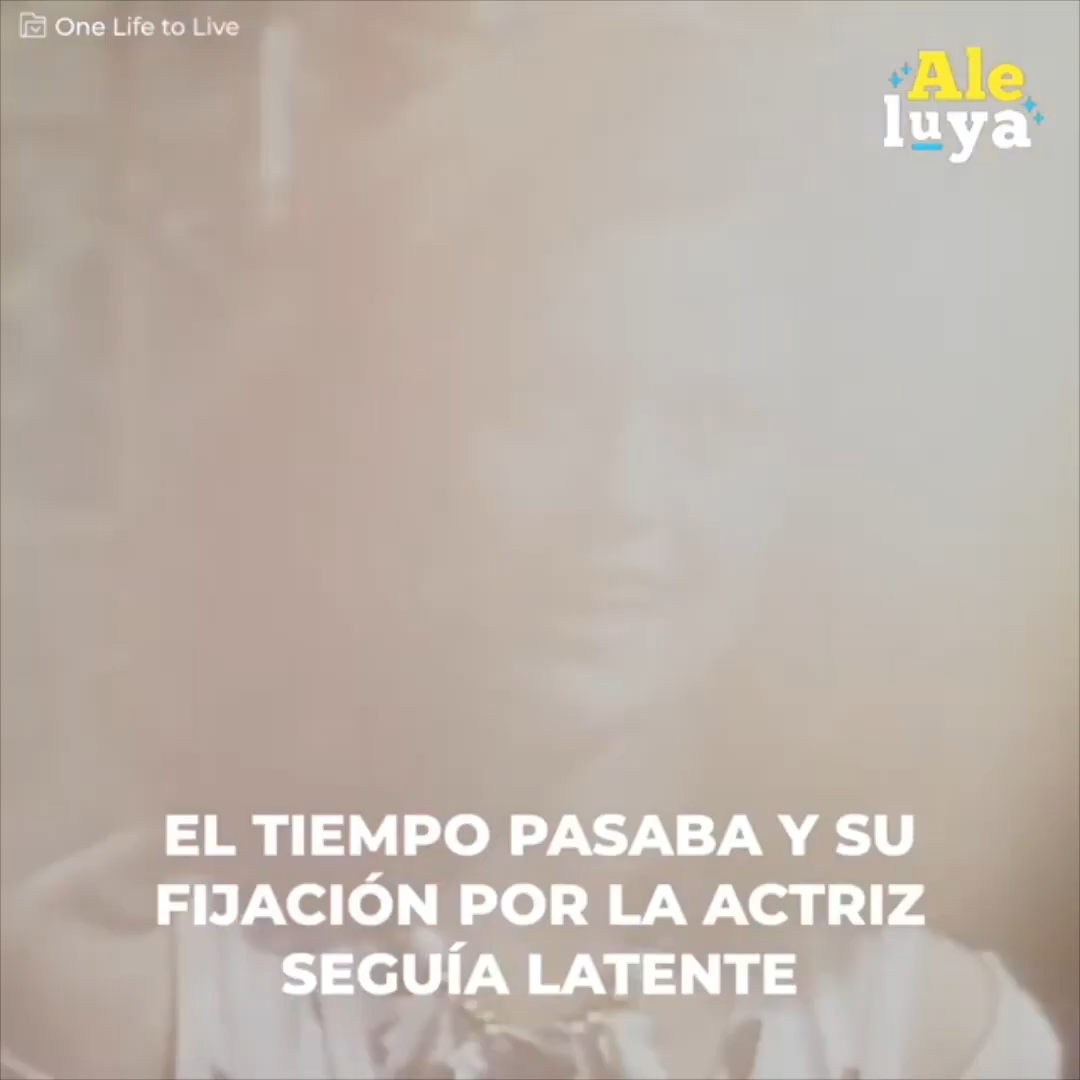 One Life to Live
Ale
luya
EL TIEMPO PASABA Y SU
FIJACIÓN POR LA ACTRIZ
SEGUÍA LATENTE